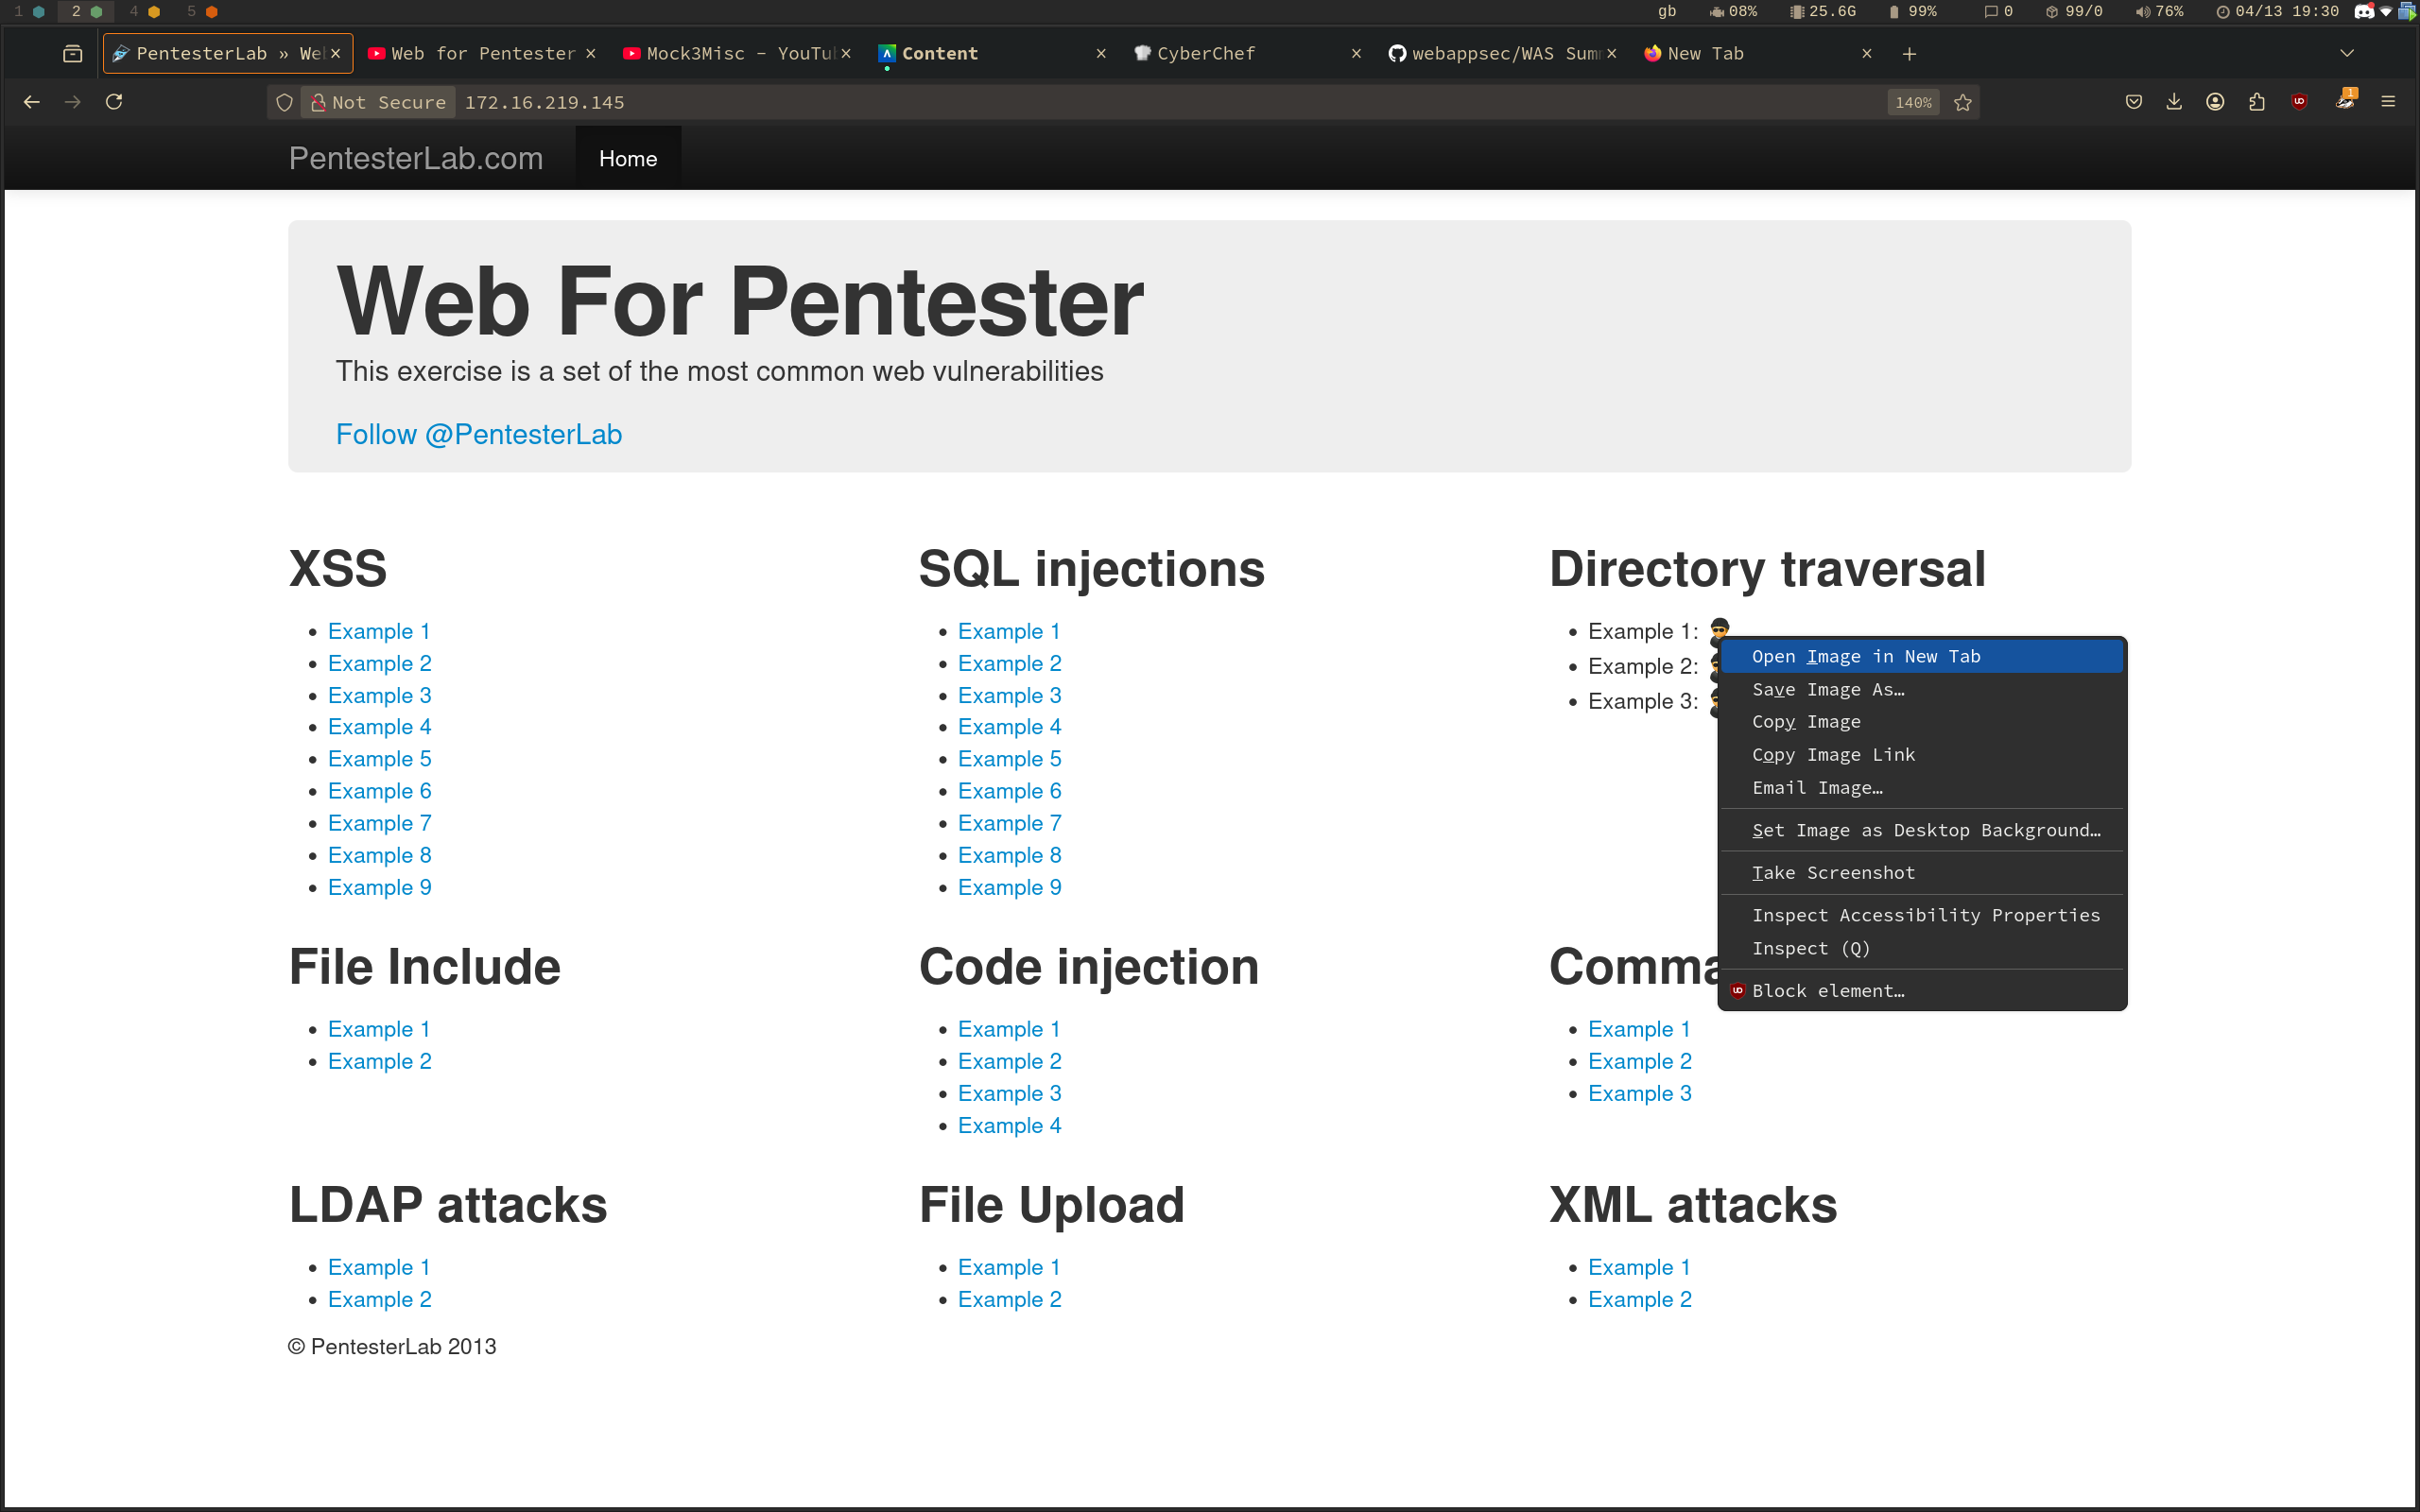 1 2 4 5 gb 08% 25.6G 99% 0 99/0 76% 04/13 19:30
PentesterLab » We Web for Pentester Mock3Misc - YouTu Content CyberChef webappsec/WAS Sum New Tab
Not Secure 172.16.219.145 140% 1
PentesterLab.com Home
Web For Pentester
This exercise is a set of the most common web vulnerabilities
Follow @PentesterLab
XSS
Example 1
Example 2
Example 3
Example 4
Example 5
Example 6
Example 7
Example 8
Example 9
SQL injections
Example 1
Example 2
Example 3
Example 4
Example 5
Example 6
Example 7
Example 8
Example 9
Directory traversal
Example 1:
Example 2:
Example 3:
Open Image in New Tab
Save Image As…
Copy Image
Copy Image Link
Email Image…
Set Image as Desktop Background…
Take Screenshot
Inspect Accessibility Properties
Inspect (Q)
Block element…
File Include
Example 1
Example 2
Code injection
Example 1
Example 2
Example 3
Example 4
Comma
Example 1
Example 2
Example 3
LDAP attacks
Example 1
Example 2
File Upload
Example 1
Example 2
XML attacks
Example 1
Example 2
© PentesterLab 2013